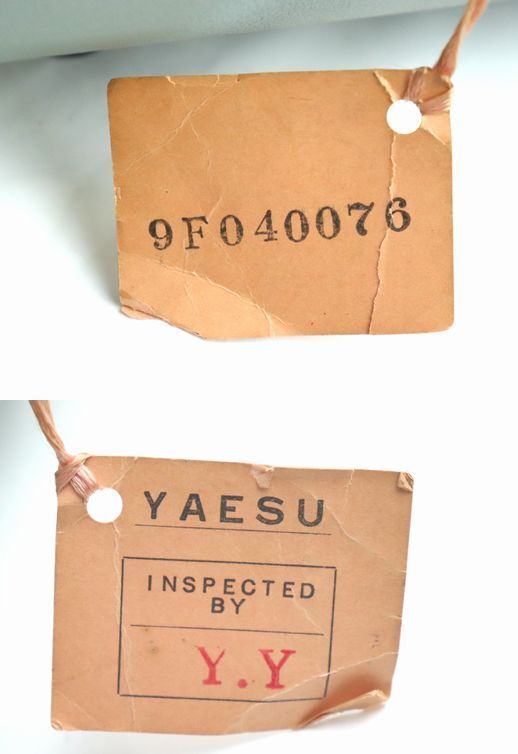 9F040076
YAESU
INSPECTED
BY
Y.Y